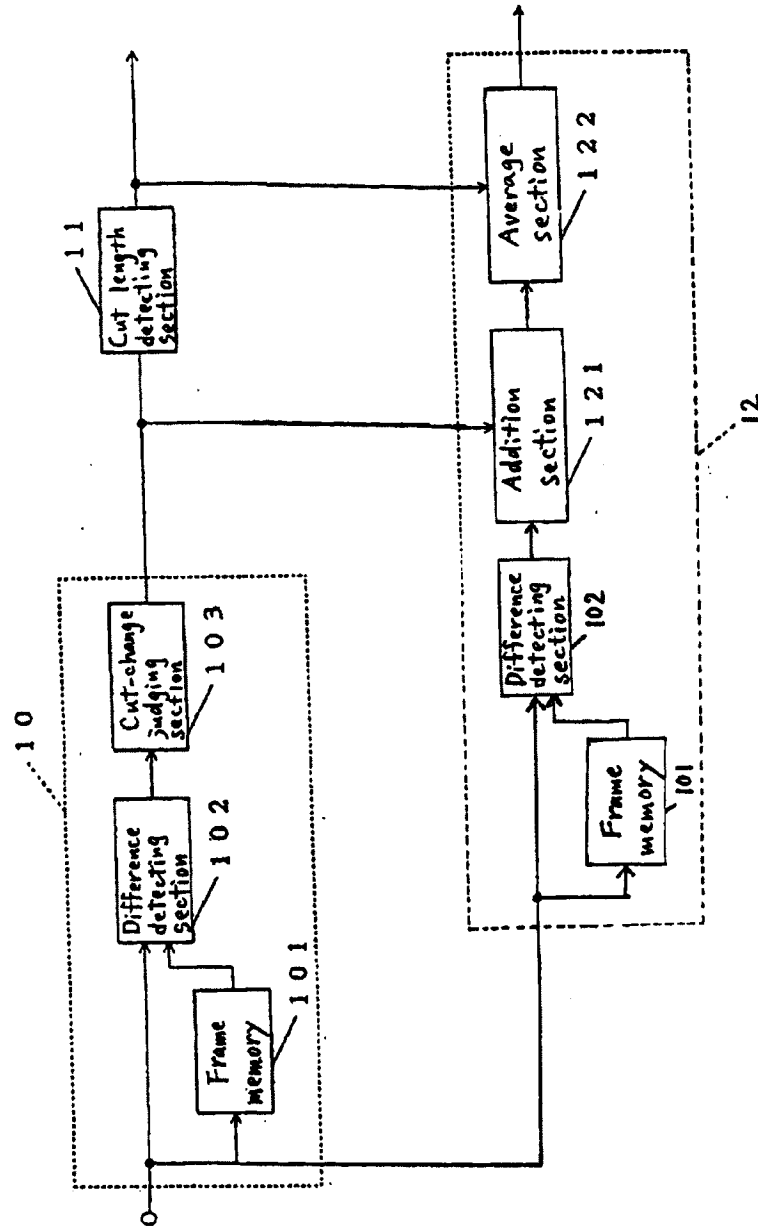 10
Frame
memory
101
Difference
detecting
section
102
Cut-change
judging
section
103
Cut length
detecting
section
11
Frame
memory
101
Difference
detecting
section
102
Addition
section
121
Average
section
122
12